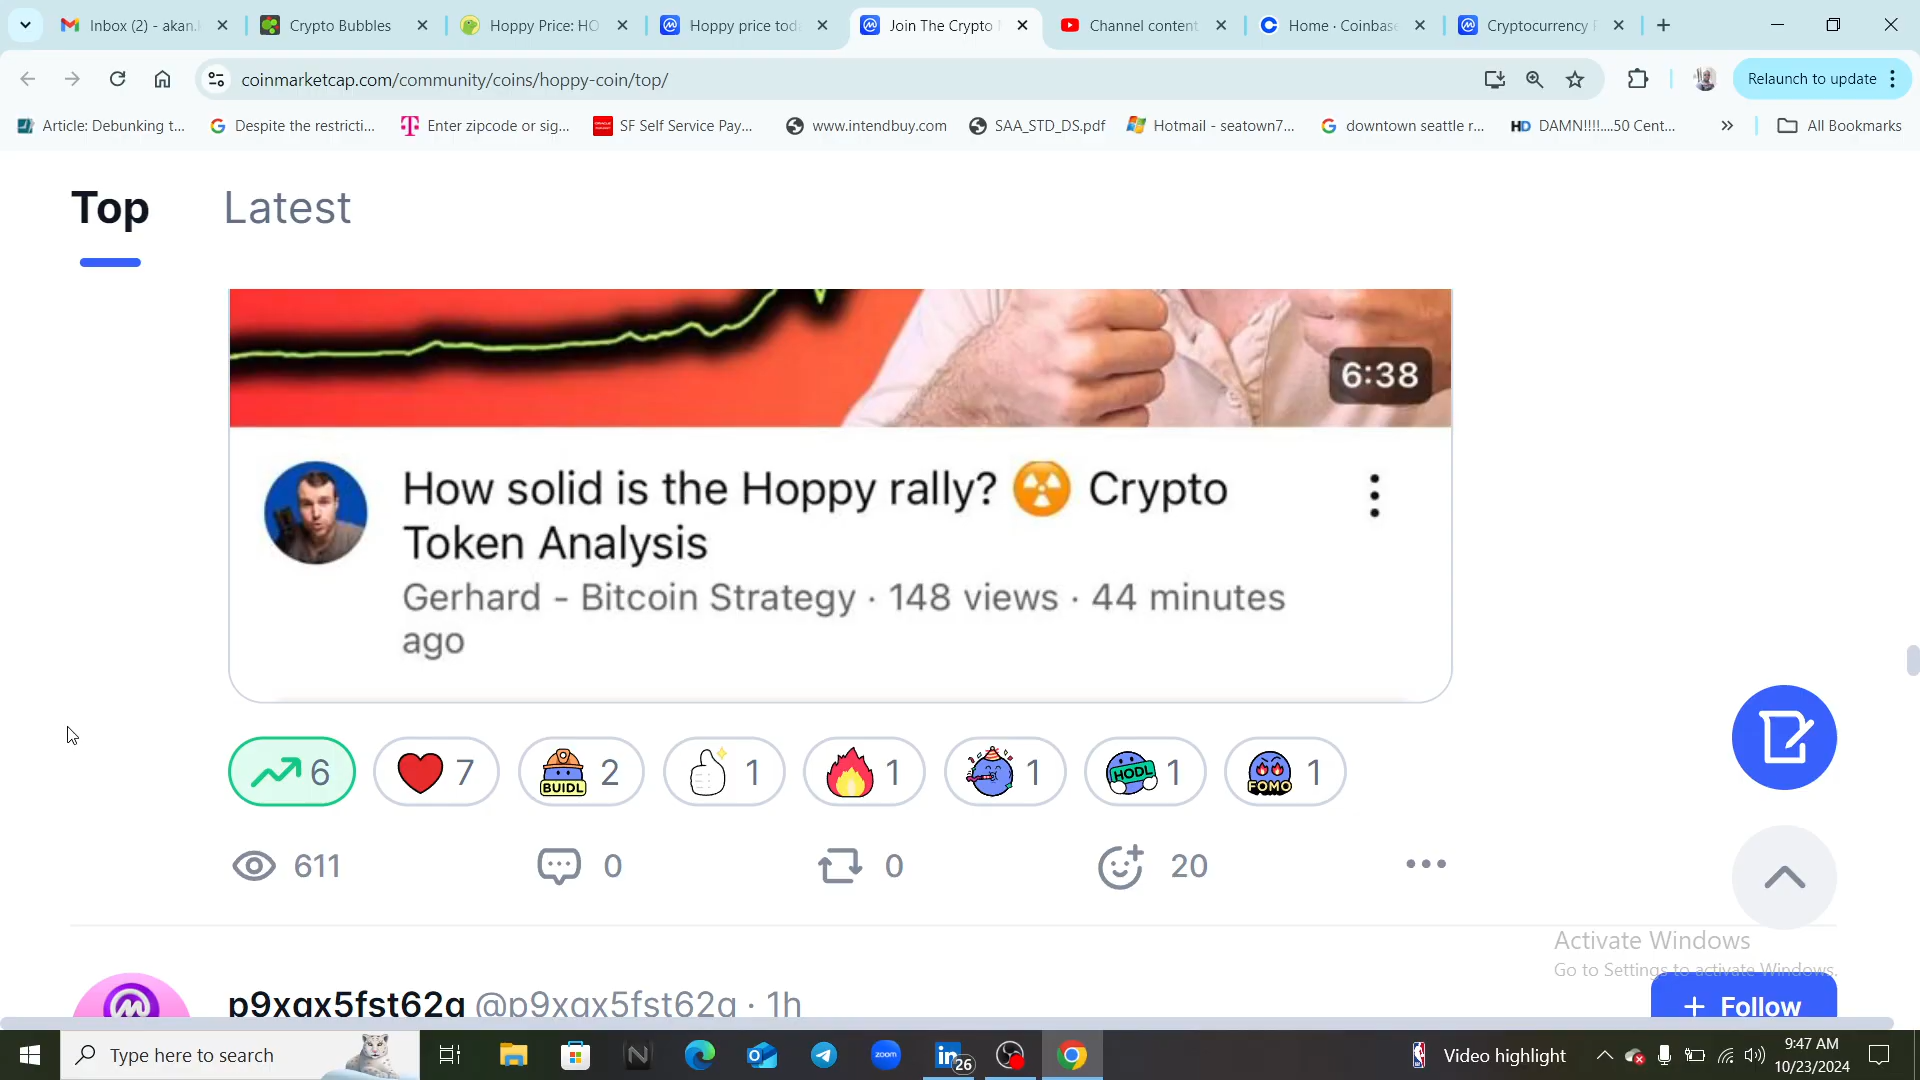 Inbox (2) - akan.
Crypto Bubbles
Hoppy Price: HO
Hoppy price tod
Join The Crypto
Channel content
Home · Coinbase
Cryptocurrency
coinmarketcap.com/community/coins/hoppy-coin/top/
Relaunch to update
Article: Debunking t...
Despite the restricti...
Enter zipcode or sig...
SF Self Service Pay...
www.intendbuy.com
SAA_STD_DS.pdf
Hotmail - seatown7...
downtown seattle r...
HD DAMN!!!!....50 Cent...
All Bookmarks
Top
Latest
6:38
How solid is the Hoppy rally? ☢ Crypto
Token Analysis
Gerhard - Bitcoin Strategy · 148 views · 44 minutes
ago
6
7
BUIDL 2
1
1
1
HODL 1
FOMO 1
611
0
0
20
Activate Windows
Go to Settings to activate Windows.
p9xqx5fst62q @p9xqx5fst62q · 1h
+ Follow
Type here to search
zoom
26
Video highlight
9:47 AM
10/23/2024